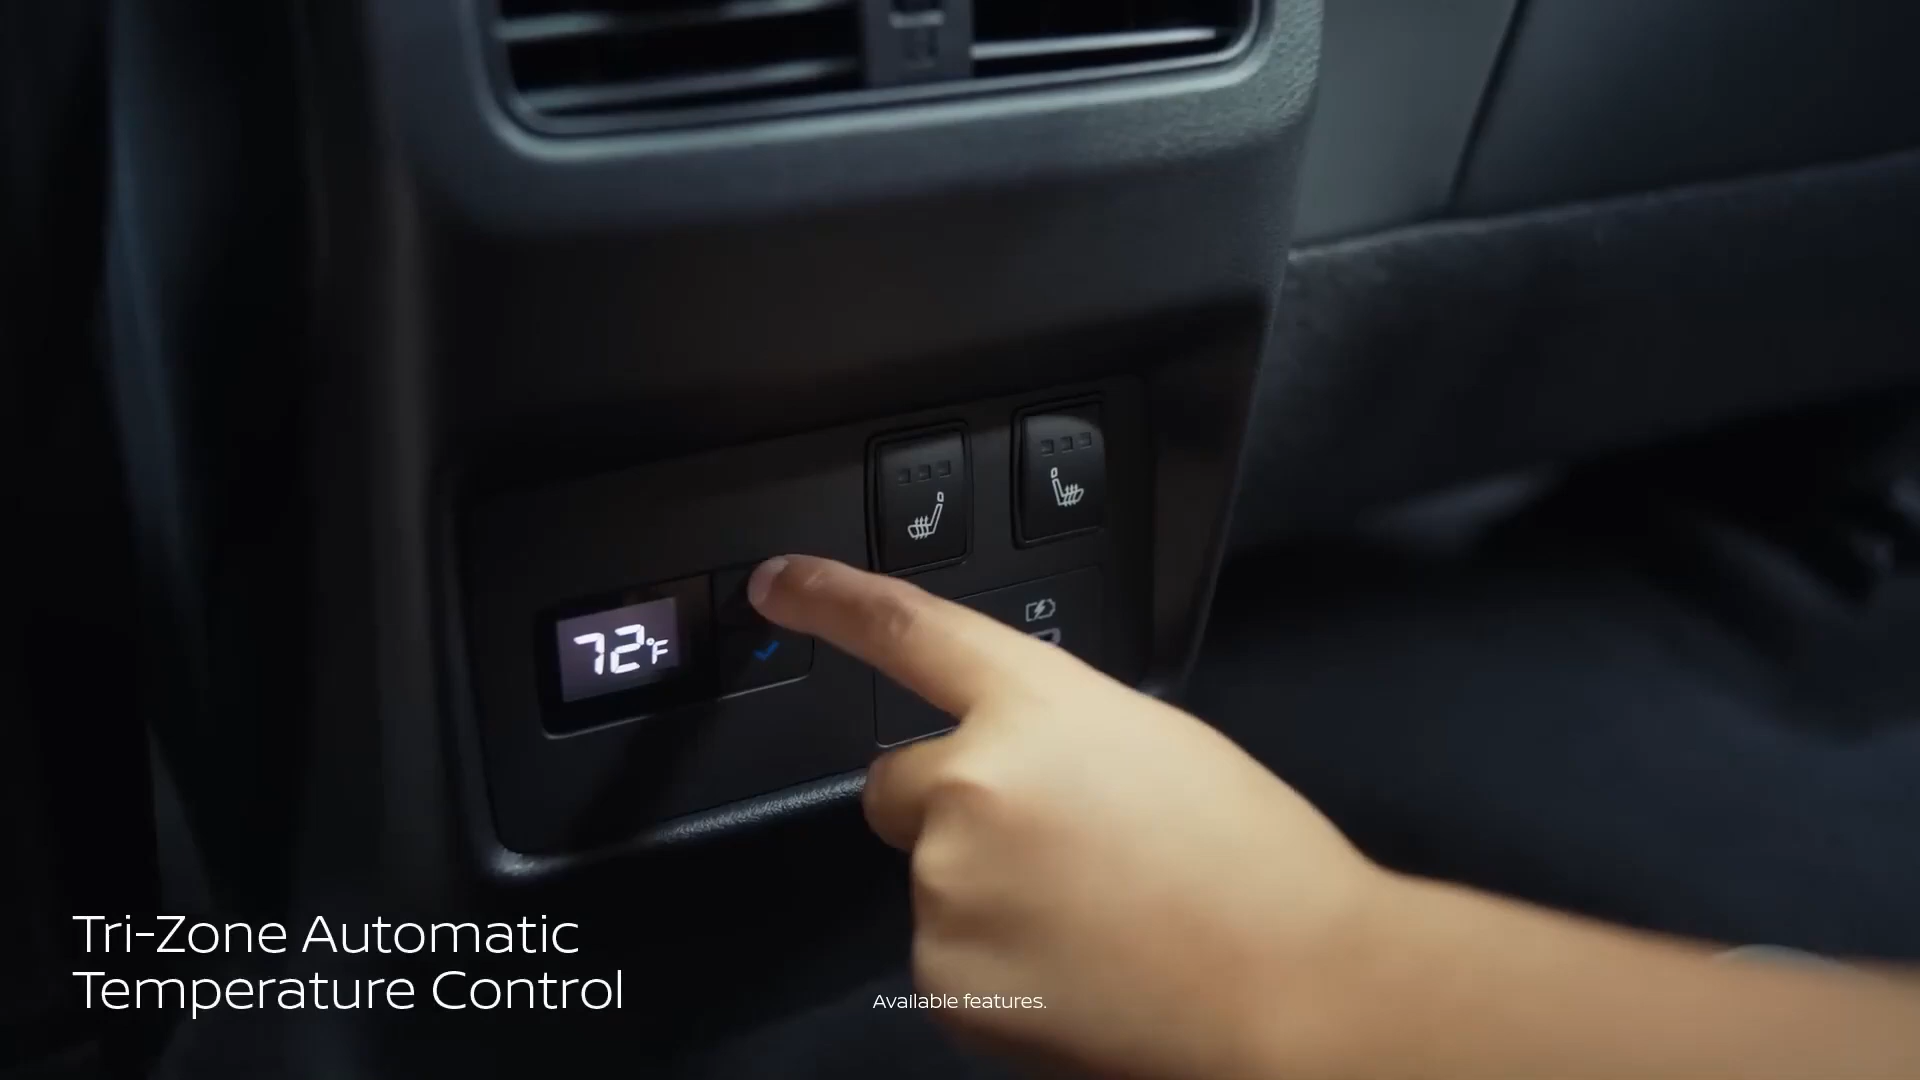 72°F
Tri-Zone Automatic
Temperature Control
Available features.